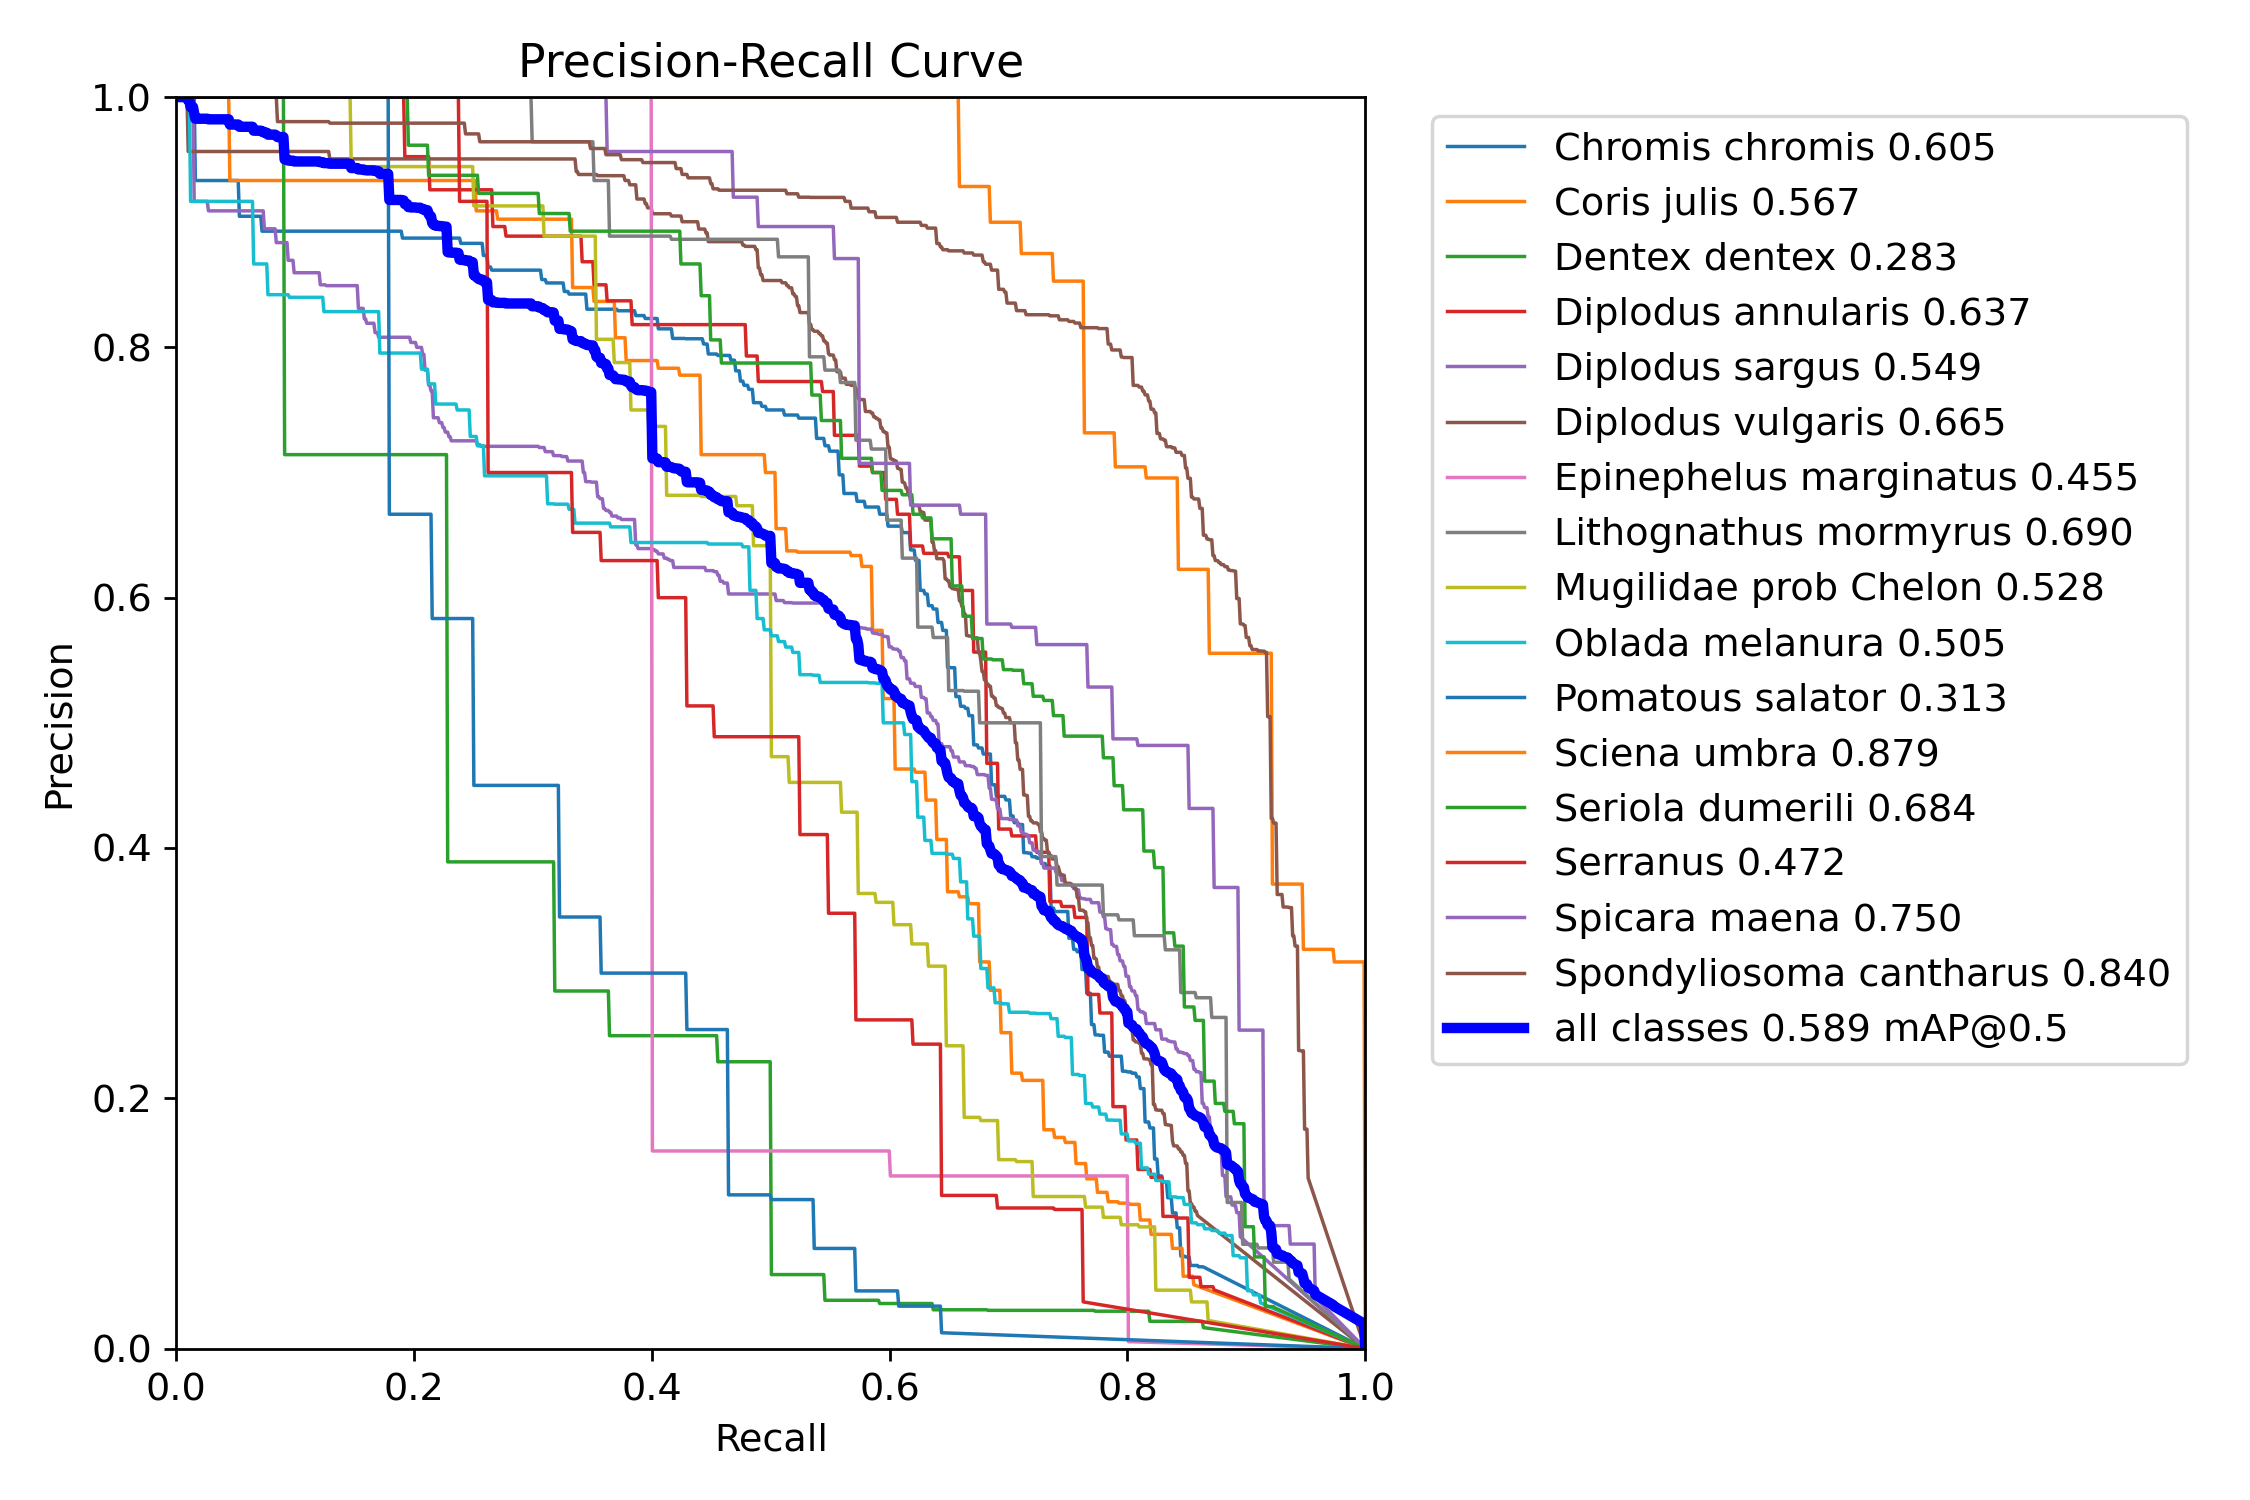 Precision-Recall Curve
1.0
0.8
0.6
0.4
0.2
0.0
Precision
0.0 0.2 0.4 0.6 0.8 1.0
Recall
Chromis chromis 0.605
Coris julis 0.567
Dentex dentex 0.283
Diplodus annularis 0.637
Diplodus sargus 0.549
Diplodus vulgaris 0.665
Epinephelus marginatus 0.455
Lithognathus mormyrus 0.690
Mugilidae prob Chelon 0.528
Oblada melanura 0.505
Pomatous salator 0.313
Sciena umbra 0.879
Seriola dumerili 0.684
Serranus 0.472
Spicara maena 0.750
Spondyliosoma cantharus 0.840
all classes 0.589 mAP@0.5